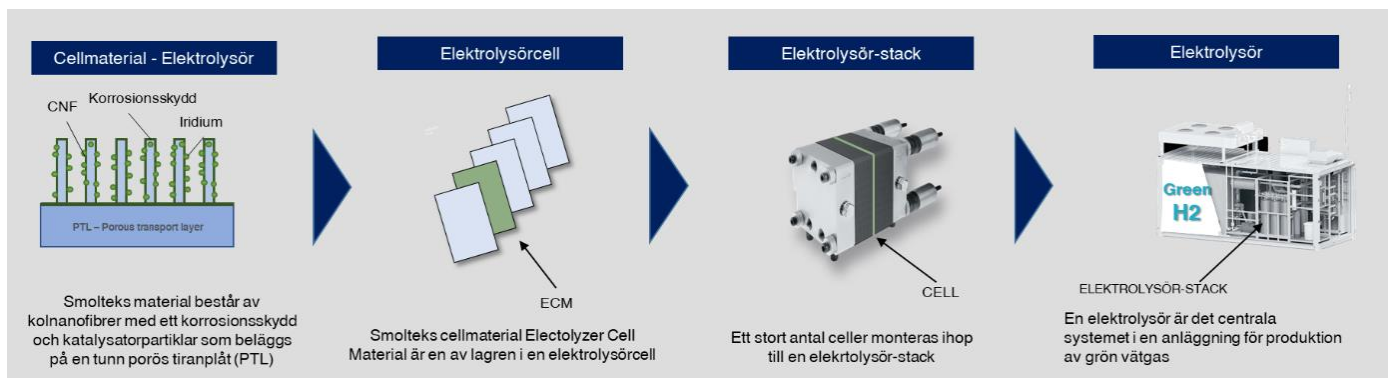 Cellmaterial - Elektrolysör
CNF
Korrosionsskydd
Iridium
PTL – Porous transport layer
Smolteks material består av
kolnanofibrer med ett korrosionsskydd
och katalysatorpartiklar som beläggs
på en tunn porös tiranplåt (PTL)
Elektrolysörcell
ECM
Smolteks cellmaterial Electolyzer Cell
Material är en av lagren i en elektrolysörcell
Elektrolysör-stack
CELL
Ett stort antal celler monteras ihop
till en elekrtolysör-stack
Elektrolysör
Green
H2
ELEKTROLYSÖR-STACK
En elektrolysör är det centrala
systemet i en anläggning för produktion
av grön vätgas